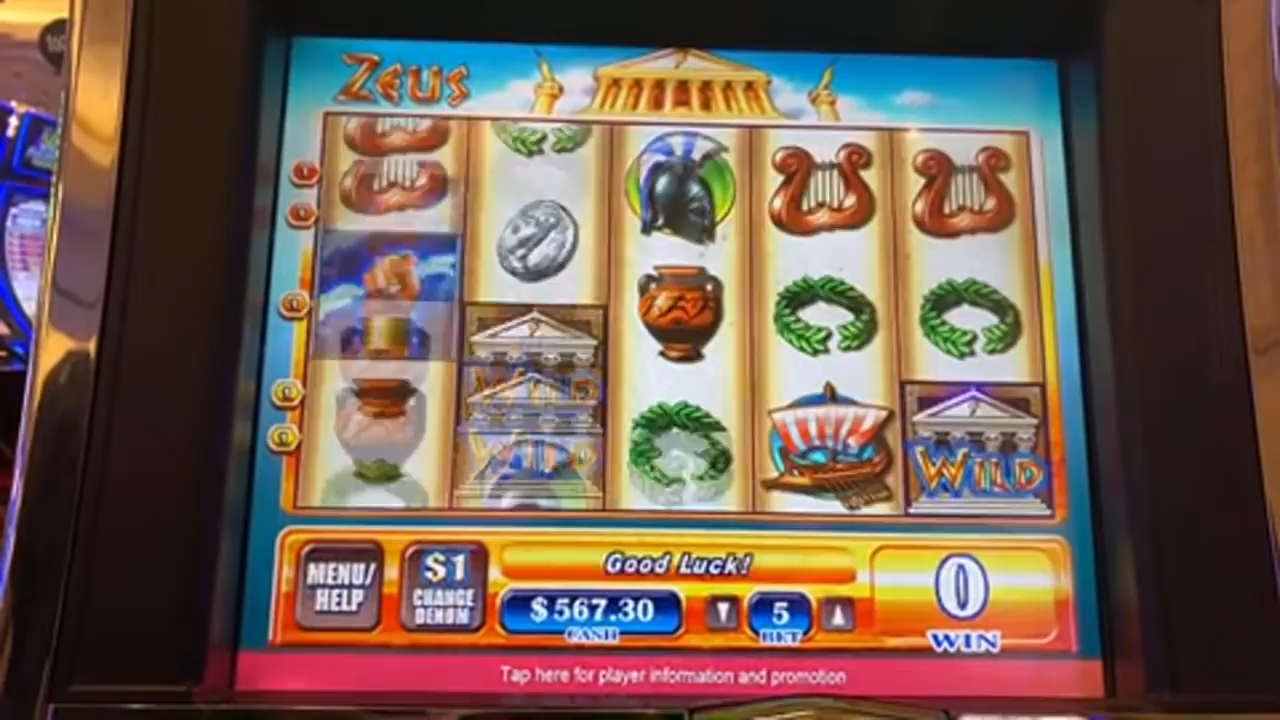 ZEUS
WILD
WILD
WILD
Good Luck!
MENU/
HELP
$1
CHANGE
DENOM
$567.30
CASH
5
BET
0
WIN
Tap here for player information and promotion